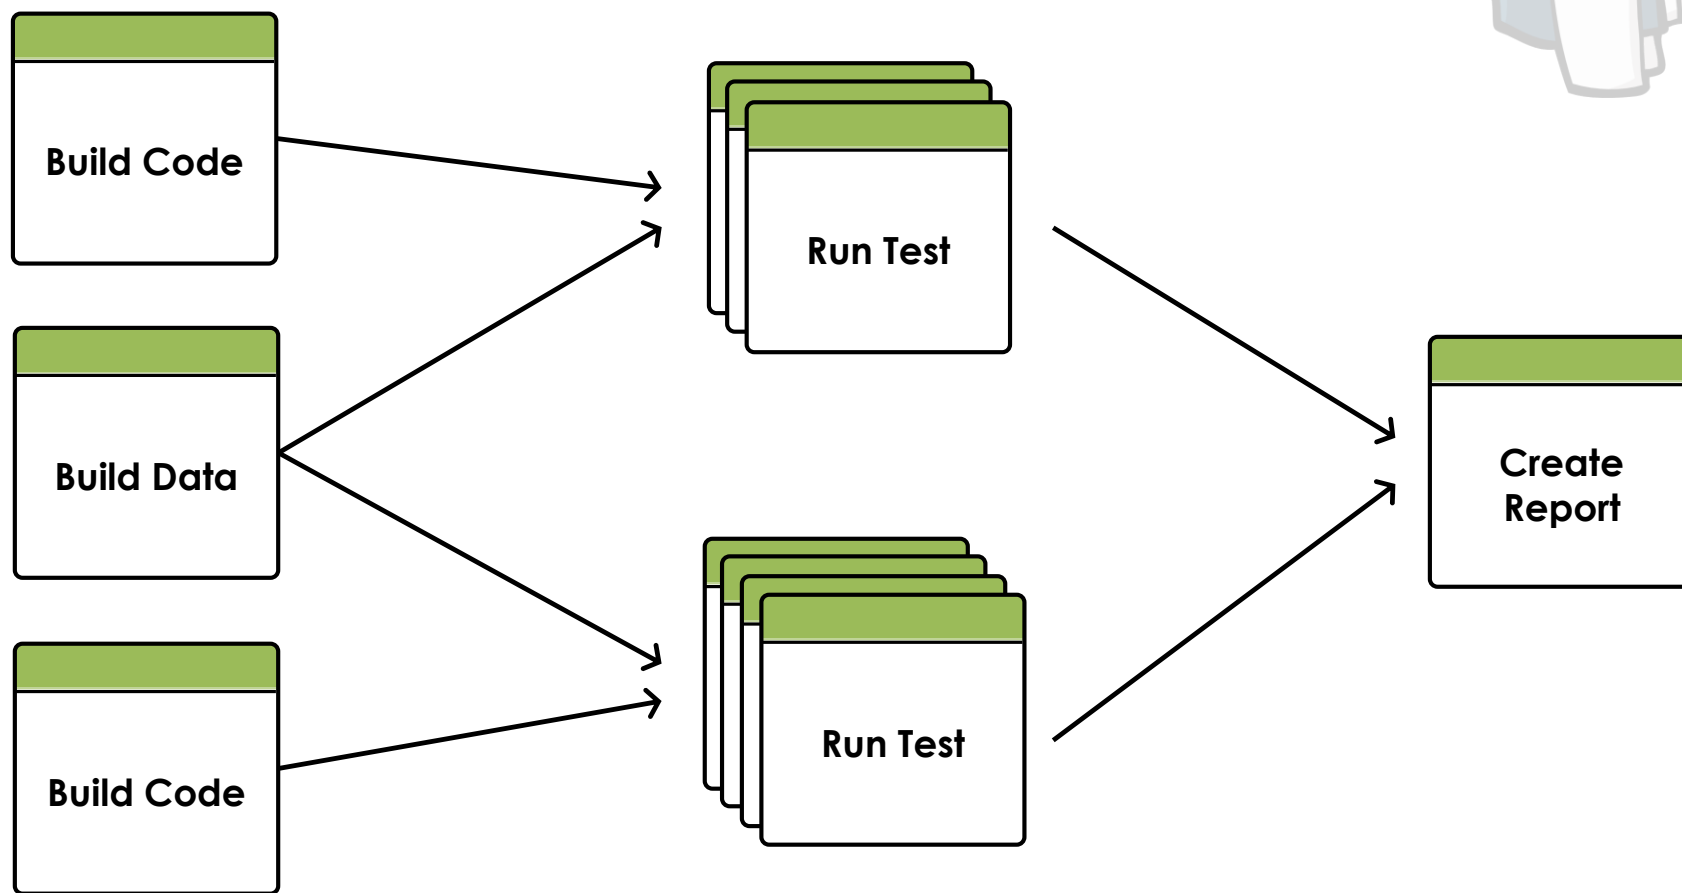 Build Code
Run Test
Build Data
Create
Report
Run Test
Build Code